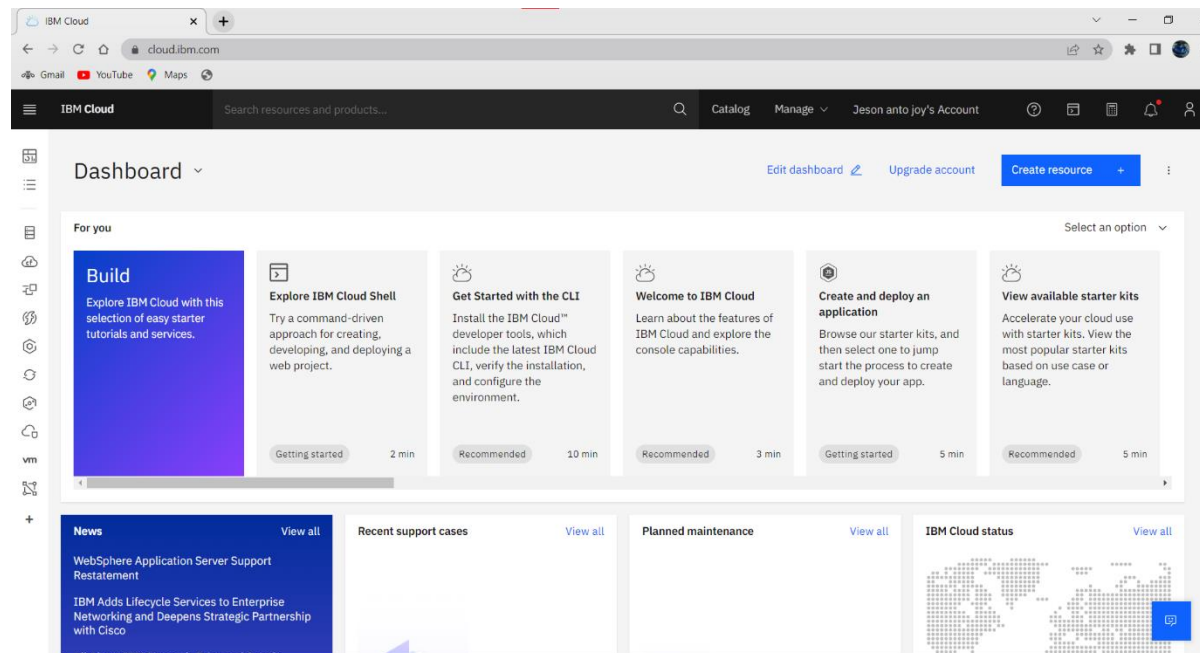 IBM Cloud
cloud.ibm.com
Gmail
YouTube
Maps
IBM Cloud
Search resources and products...
Catalog
Manage
Jeson anto joy's Account
Dashboard
Edit dashboard
Upgrade account
Create resource +
For you
Select an option
Build
Explore IBM Cloud with this
selection of easy starter
tutorials and services.
Explore IBM Cloud Shell
Try a command-driven
approach for creating,
developing, and deploying a
web project.
Getting started
2 min
Get Started with the CLI
Install the IBM Cloud™
developer tools, which
include the latest IBM Cloud
CLI, verify the installation,
and configure the
environment.
Recommended
10 min
Welcome to IBM Cloud
Learn about the features of
IBM Cloud and explore the
console capabilities.
Recommended
3 min
Create and deploy an
application
Browse our starter kits, and
then select one to jump
start the process to create
and deploy your app.
Getting started
5 min
View available starter kits
Accelerate your cloud use
with starter kits. View the
most popular starter kits
based on use case or
language.
Recommended
5 min
vm
News
View all
WebSphere Application Server Support
Restatement
IBM Adds Lifecycle Services to Enterprise
Networking and Deepens Strategic Partnership
with Cisco
Recent support cases
View all
Planned maintenance
View all
IBM Cloud status
View all